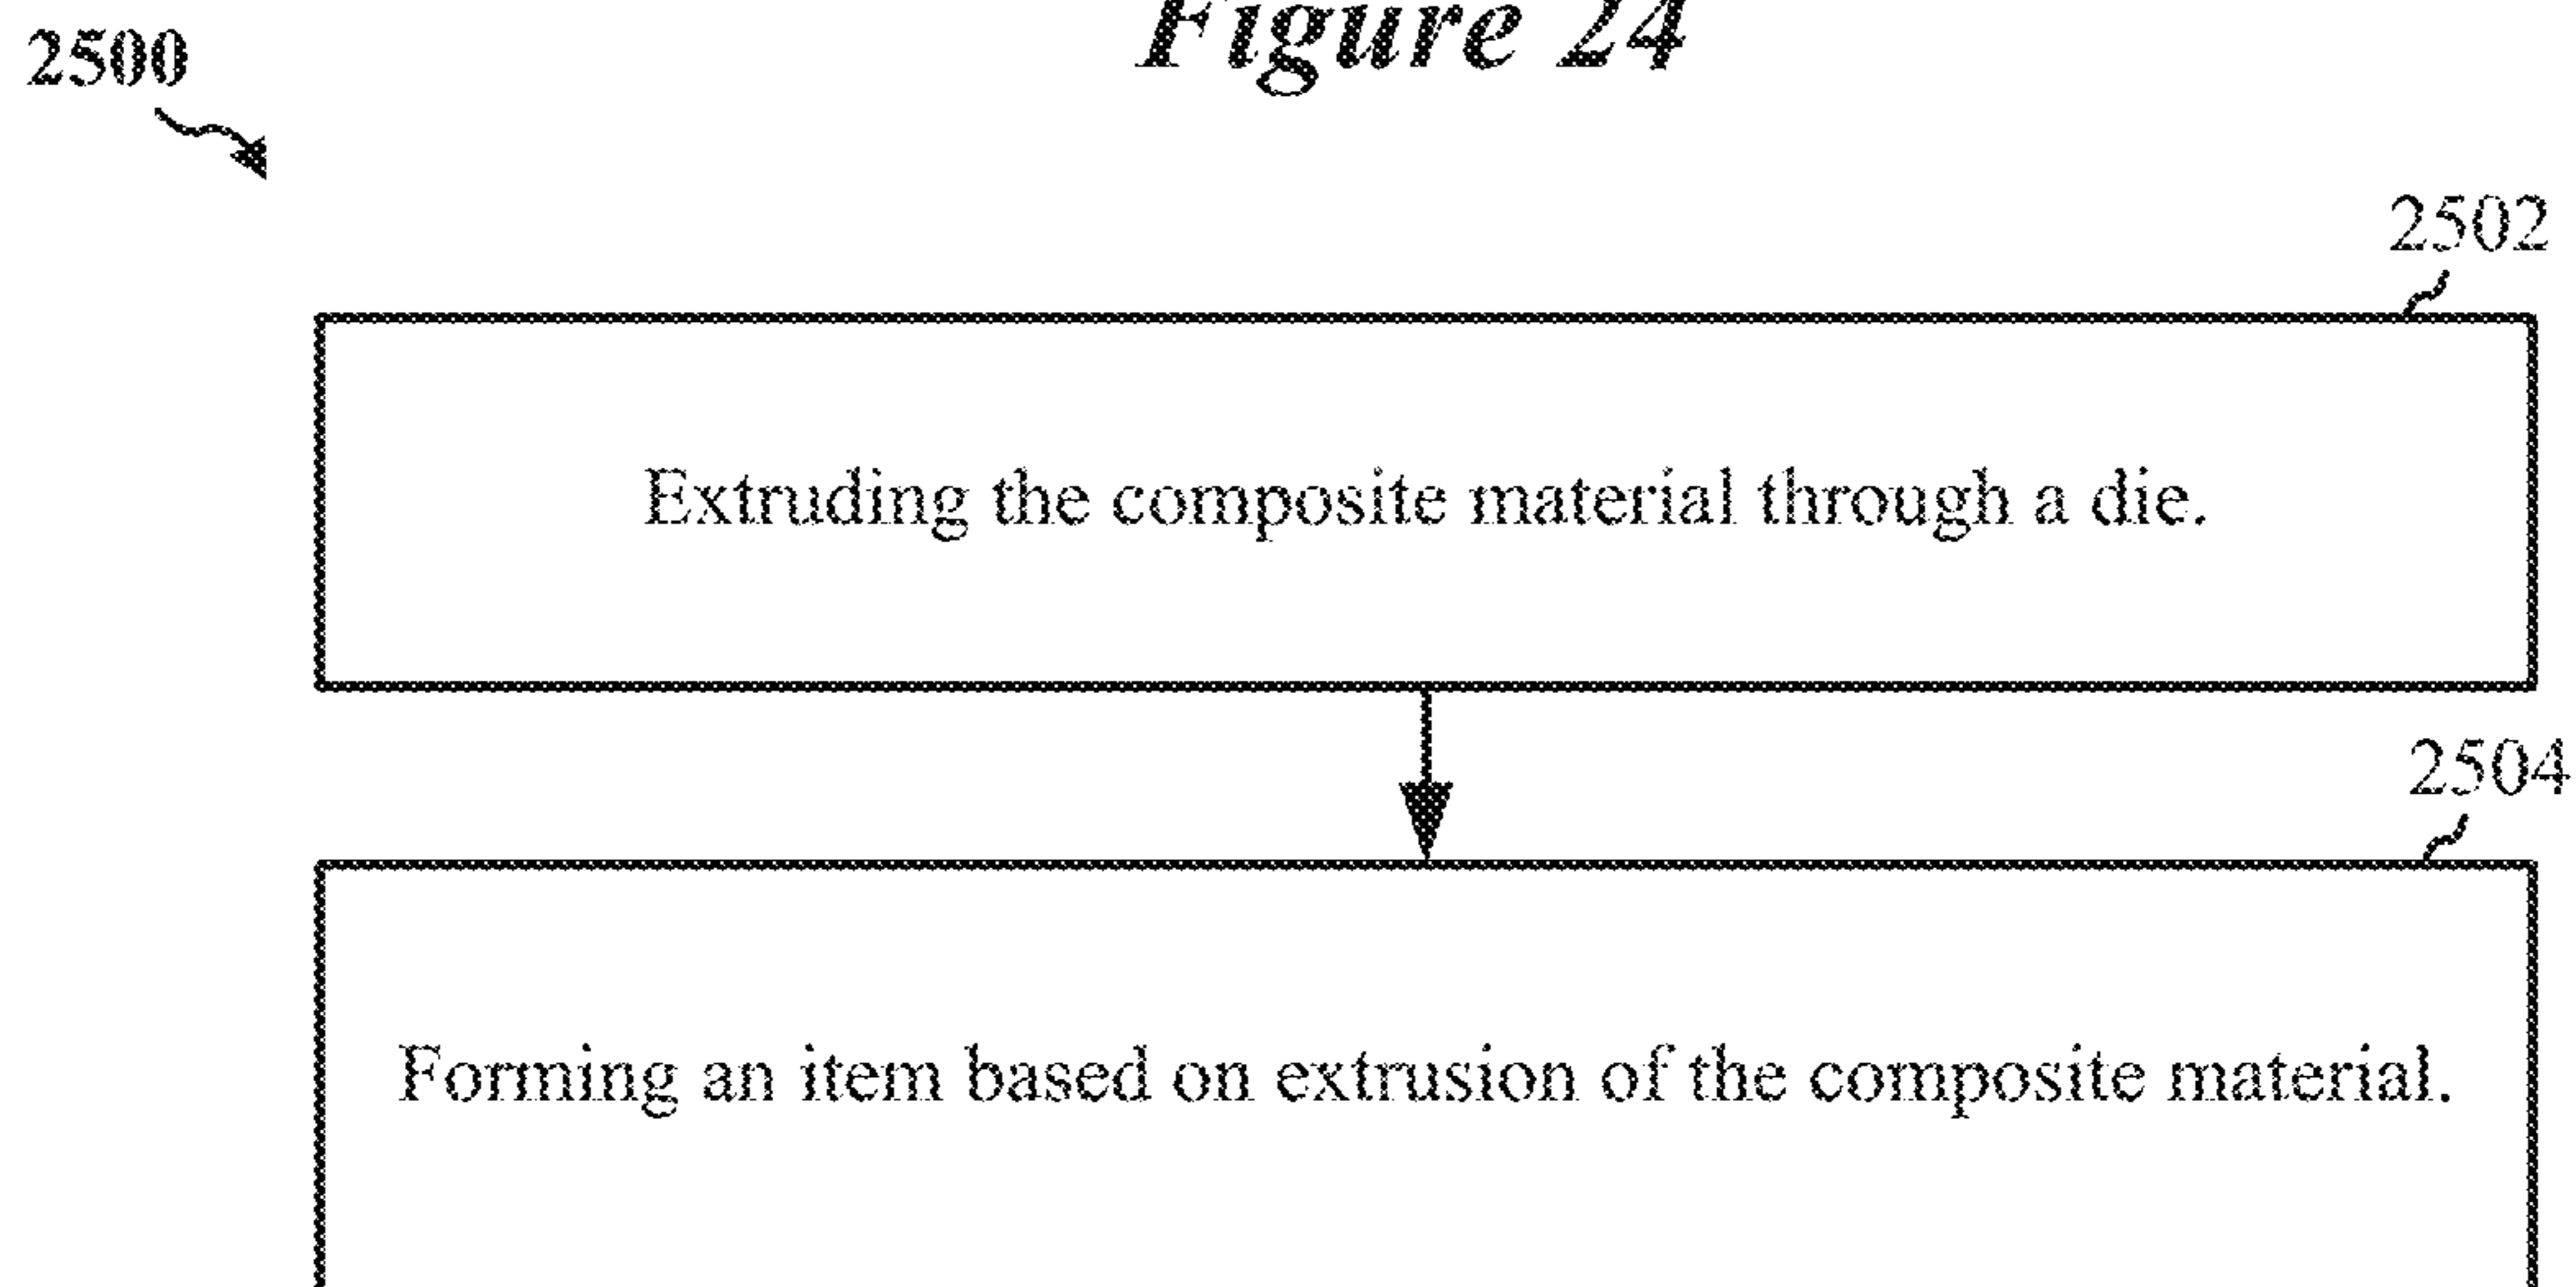 Figure 24
2500
2502
Extruding the composite material through a die.
2504
Forming an item based on extrusion of the composite material.